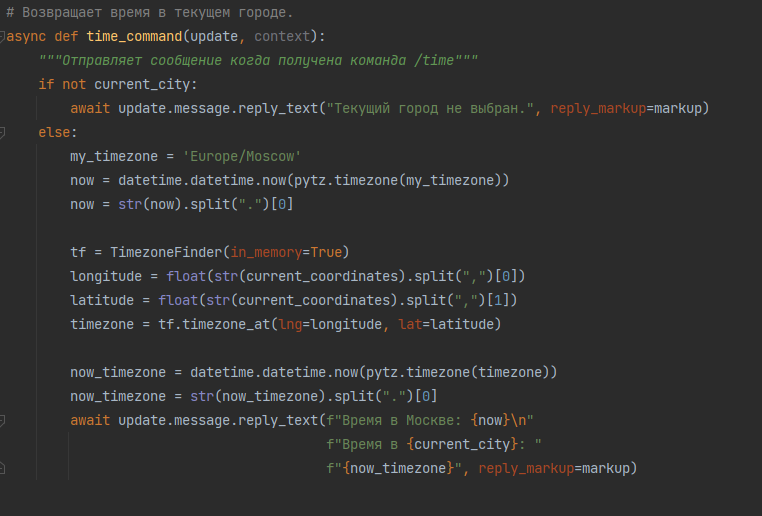 # Возвращает время в текущем городе.
async def time_command(update, context):
    """Отправляет сообщение когда получена команда /time"""
    if not current_city:
        await update.message.reply_text("Текущий город не выбран.", reply_markup=markup)
    else:
        my_timezone = 'Europe/Moscow'
        now = datetime.datetime.now(pytz.timezone(my_timezone))
        now = str(now).split(".")[0]

        tf = TimezoneFinder(in_memory=True)
        longitude = float(str(current_coordinates).split(",")[0])
        latitude = float(str(current_coordinates).split(",")[1])
        timezone = tf.timezone_at(lng=longitude, lat=latitude)

        now_timezone = datetime.datetime.now(pytz.timezone(timezone))
        now_timezone = str(now_timezone).split(".")[0]
        await update.message.reply_text(f"Время в Москве: {now}\n"
                                        f"Время в {current_city}: "
                                        f"{now_timezone}", reply_markup=markup)